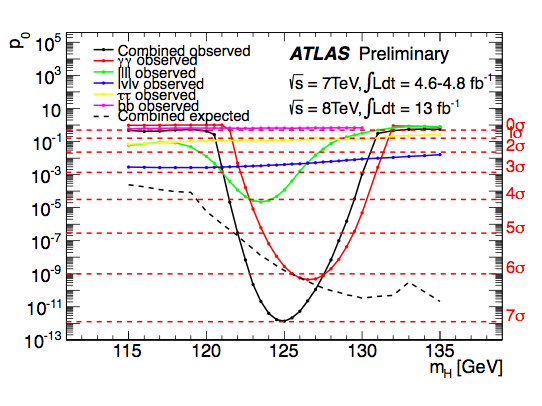 p0
10^5
10^3
10
10^-1
10^-3
10^-5
10^-7
10^-9
10^-11
10^-13
Combined observed
γγ observed
llll observed
lνlν observed
ττ observed
bb observed
Combined expected
ATLAS Preliminary
√s = 7TeV, ∫Ldt = 4.6-4.8 fb^-1
√s = 8TeV, ∫Ldt = 13 fb^-1
0σ
1σ
2σ
3σ
4σ
5σ
6σ
7σ
115 120 125 130 135
mH [GeV]